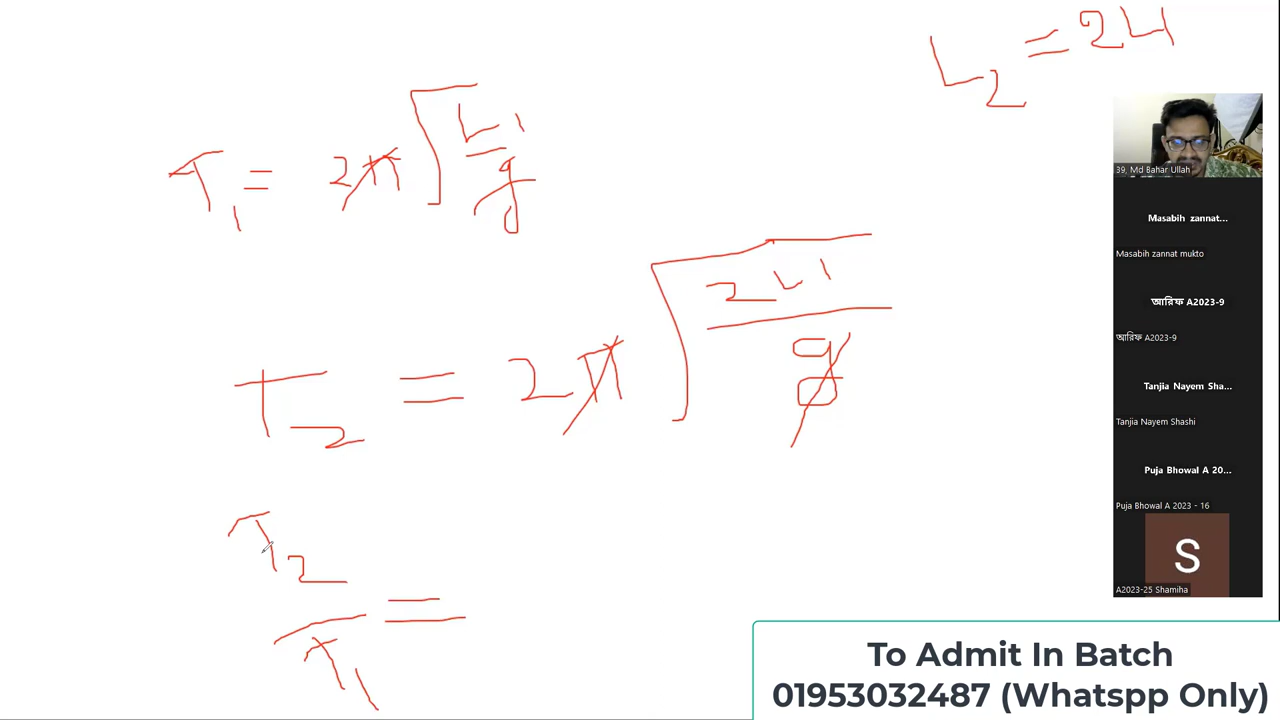 L₂ = 2L1
T₁ = 2π √(L₁/g)
T₂ = 2π √(2L₁/g)
T₂/T₁ =
39, Md Bahar Ullah
Masabih zannat...
Masabih zannat mukto
আরিফ A2023-9
আরিফ A2023-9
Tanjia Nayem Sha...
Tanjia Nayem Shashi
Puja Bhowal A 20...
Puja Bhowal A 2023 - 16
S
A2023-25 Shamiha
To Admit In Batch
01953032487 (Whatspp Only)